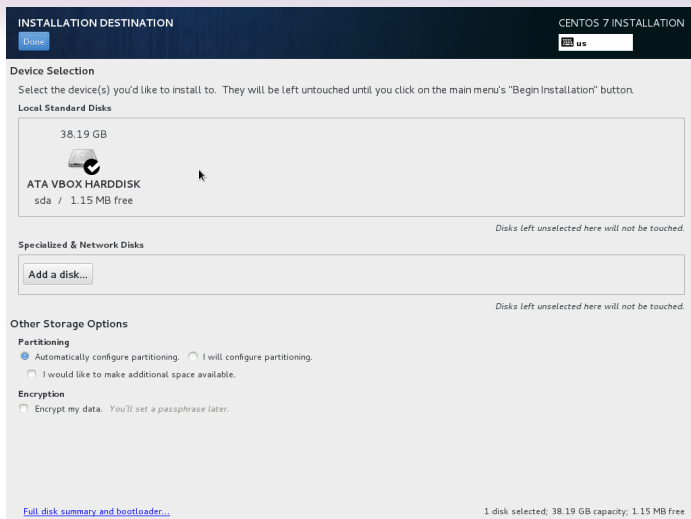 INSTALLATION DESTINATION
CENTOS 7 INSTALLATION
Done
us
Device Selection
Select the device(s) you'd like to install to. They will be left untouched until you click on the main menu's "Begin Installation" button.
Local Standard Disks
38.19 GB
ATA VBOX HARDDISK
sda / 1.15 MB free
Disks left unselected here will not be touched.
Specialized & Network Disks
Add a disk...
Disks left unselected here will not be touched.
Other Storage Options
Partitioning
Automatically configure partitioning. I will configure partitioning.
I would like to make additional space available.
Encryption
Encrypt my data. You'll set a passphrase later.
Full disk summary and bootloader...
1 disk selected; 38.19 GB capacity; 1.15 MB free